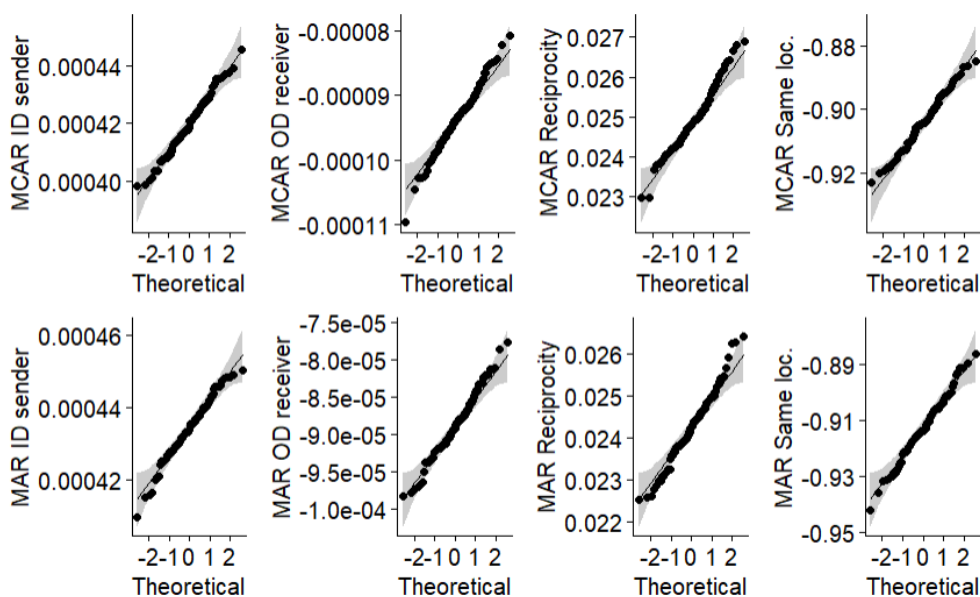 MCAR ID sender
0.00044
0.00042
0.00040
-2 -1 0 1 2
Theoretical
MCAR OD receiver
-0.00008
-0.00009
-0.00010
-0.00011
-2 -1 0 1 2
Theoretical
MCAR Reciprocity
0.027
0.026
0.025
0.024
0.023
-2 -1 0 1 2
Theoretical
MCAR Same loc.
-0.88
-0.90
-0.92
-2 -1 0 1 2
Theoretical
MAR ID sender
0.00046
0.00044
0.00042
-2 -1 0 1 2
Theoretical
MAR OD receiver
-7.5e-05
-8.0e-05
-8.5e-05
-9.0e-05
-9.5e-05
-1.0e-04
-2 -1 0 1 2
Theoretical
MAR Reciprocity
0.026
0.025
0.024
0.023
0.022
-2 -1 0 1 2
Theoretical
MAR Same loc.
-0.89
-0.91
-0.93
-0.95
-2 -1 0 1 2
Theoretical